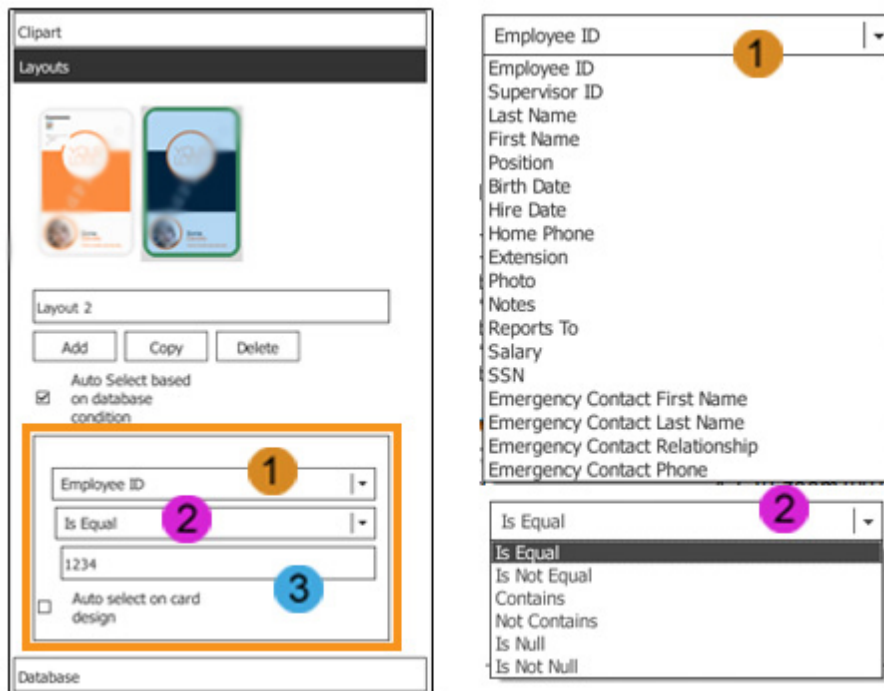 Clipart
Layouts
Layout 2
Add
Copy
Delete
Auto Select based
on database
condition
1
Employee ID
2
Is Equal
1234
3
Auto select on card
design
Database
Employee ID
1
Employee ID
Supervisor ID
Last Name
First Name
Position
Birth Date
Hire Date
Home Phone
Extension
Photo
Notes
Reports To
Salary
SSN
Emergency Contact First Name
Emergency Contact Last Name
Emergency Contact Relationship
Emergency Contact Phone
Is Equal
2
Is Equal
Is Not Equal
Contains
Not Contains
Is Null
Is Not Null